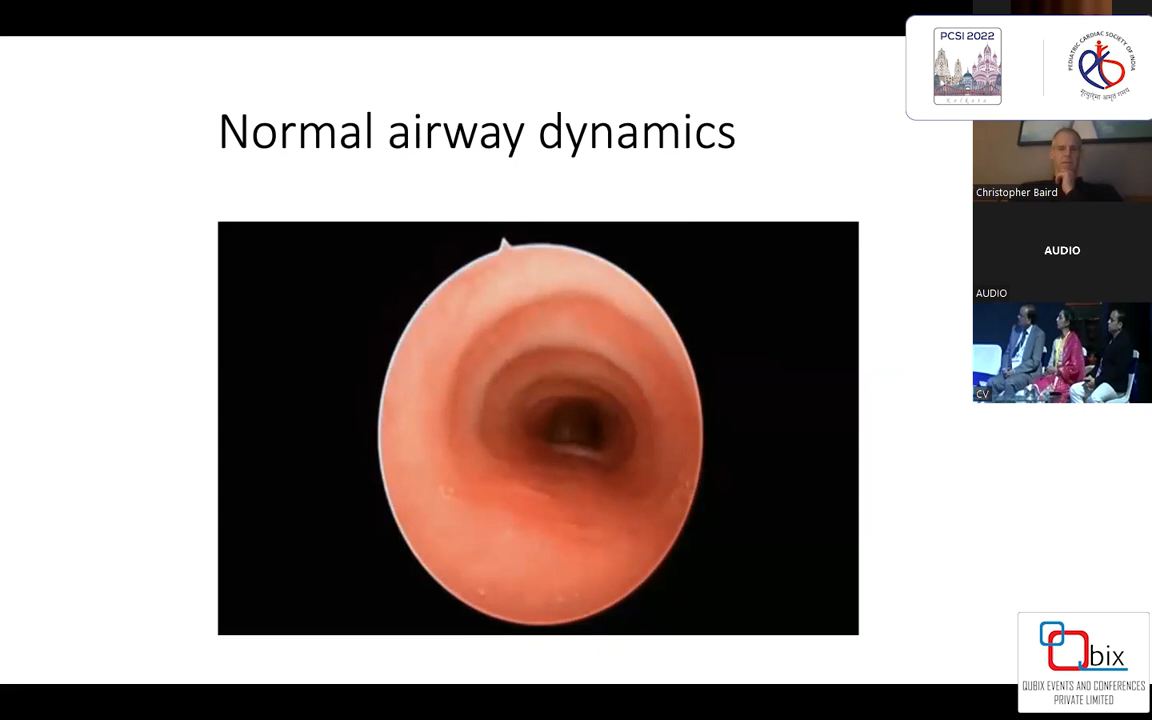 Normal airway dynamics
PCSI 2022
Kolkata
PEDIATRIC CARDIAC SOCIETY OF INDIA
Christopher Baird
AUDIO
AUDIO
CV
Qbix
QUBIX EVENTS AND CONFERENCES
PRIVATE LIMITED